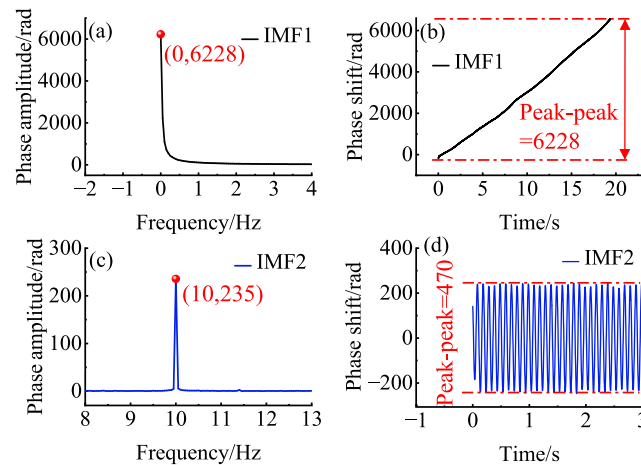 (a)
IMF1
(0,6228)
Phase amplitude/rad
6000
4000
2000
0
−2 −1 0 1 2 3 4
Frequency/Hz
(b)
IMF1
Peak-peak
=6228
Phase shift/rad
6000
4000
2000
0
0 5 10 15 20
Time/s
(c)
IMF2
(10,235)
Phase amplitude/rad
300
200
100
0
8 9 10 11 12 13
Frequency/Hz
(d)
IMF2
Peak-peak=470
Phase shift/rad
400
200
0
−200
−1 0 1 2 3
Time/s